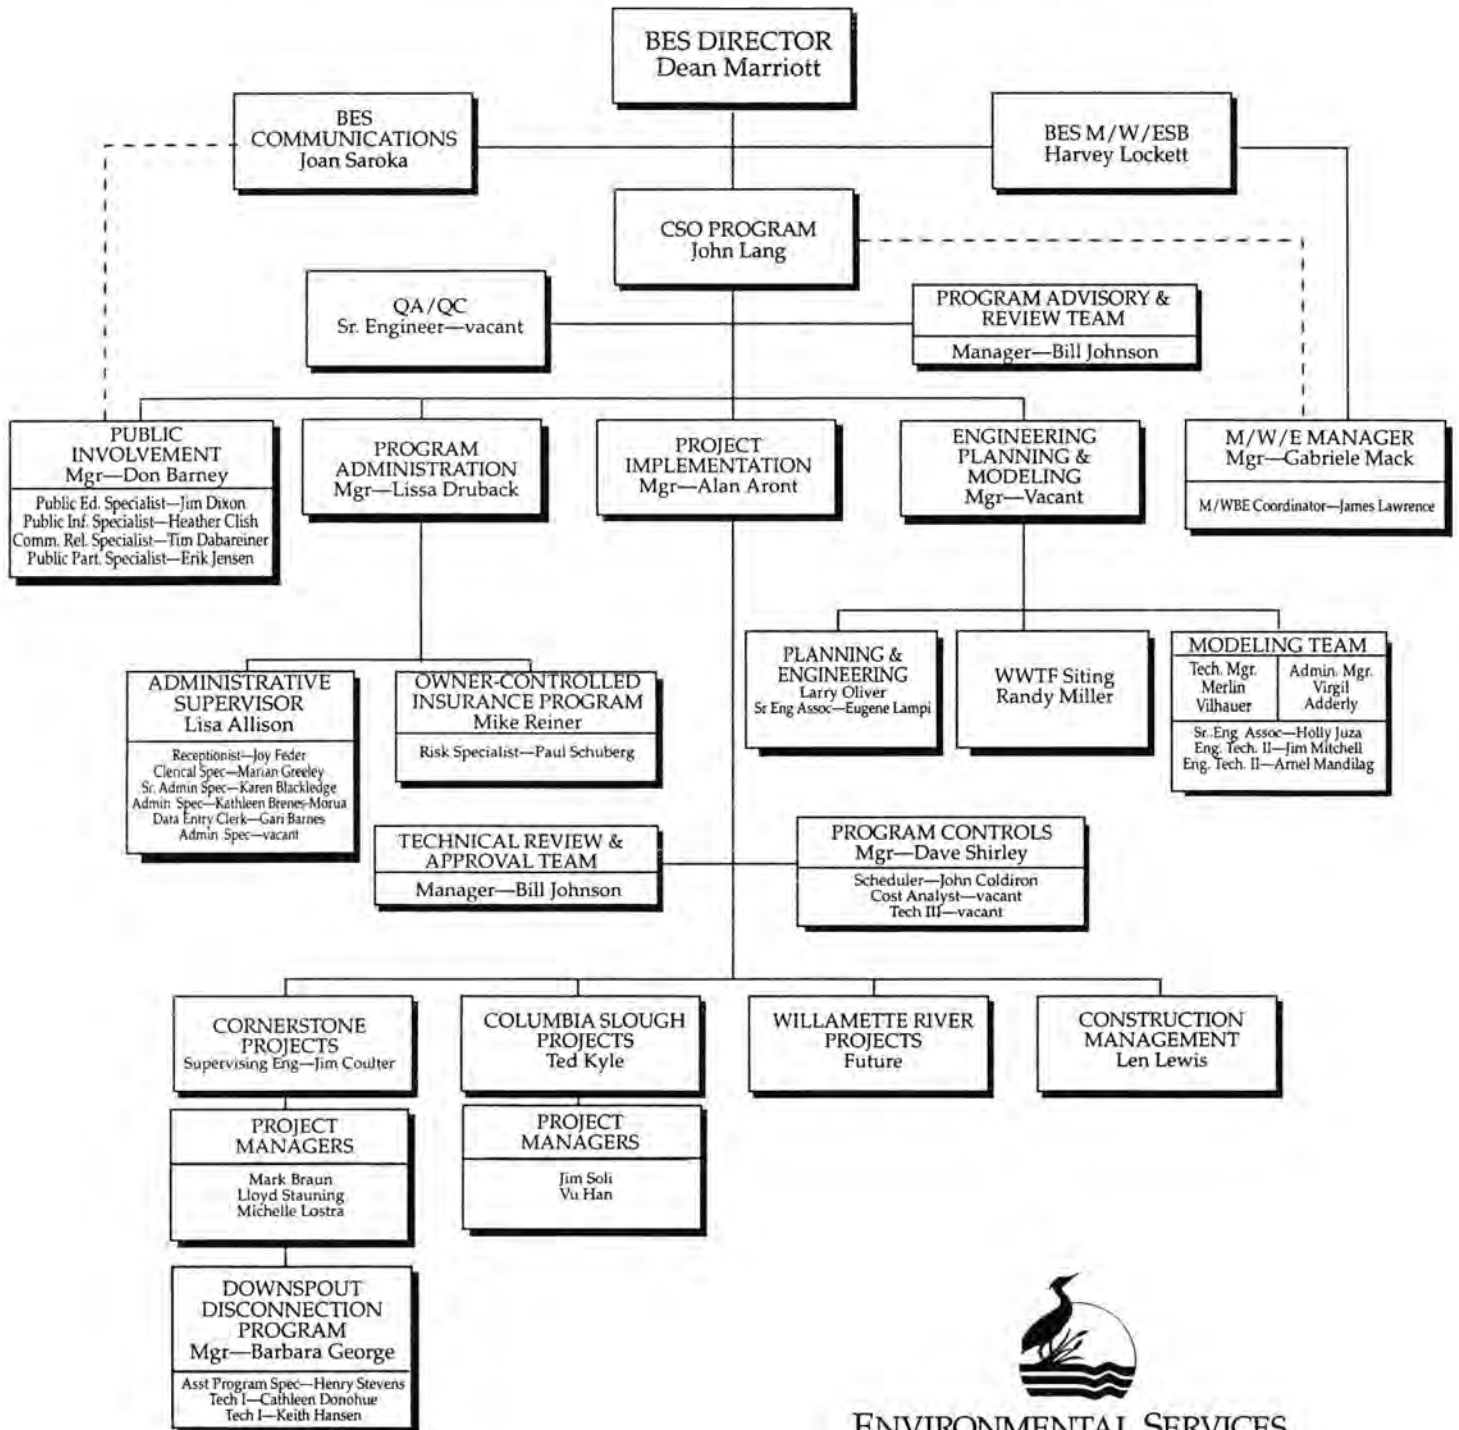 BES DIRECTOR
Dean Marriott
BES
COMMUNICATIONS
Joan Saroka
BES M/W/ESB
Harvey Lockett
CSO PROGRAM
John Lang
QA/QC
Sr. Engineer—vacant
PROGRAM ADVISORY &
REVIEW TEAM
Manager—Bill Johnson
PUBLIC
INVOLVEMENT
Mgr—Don Barney
Public Ed. Specialist—Jim Dixon
Public Inf. Specialist—Heather Clish
Comm. Rel. Specialist—Tim Dabareiner
Public Part. Specialist—Erik Jensen
PROGRAM
ADMINISTRATION
Mgr—Lissa Druback
PROJECT
IMPLEMENTATION
Mgr—Alan Aront
ENGINEERING
PLANNING &
MODELING
Mgr—Vacant
M/W/E MANAGER
Mgr—Gabriele Mack
M/WBE Coordinator—James Lawrence
ADMINISTRATIVE
SUPERVISOR
Lisa Allison
Receptionist—Joy Feder
Clerical Spec—Marian Greeley
Sr. Admin Spec—Karen Blackledge
Admin Spec—Kathleen Brenes-Morua
Data Entry Clerk—Gari Barnes
Admin Spec—vacant
OWNER-CONTROLLED
INSURANCE PROGRAM
Mike Reiner
Risk Specialist—Paul Schuberg
PLANNING &
ENGINEERING
Larry Oliver
Sr Eng Assoc—Eugene Lampi
WWTF Siting
Randy Miller
MODELING TEAM
Tech. Mgr.
Merlin
Vilhauer
Admin. Mgr.
Virgil
Adderly
Sr. Eng. Assoc—Holly Juza
Eng. Tech. II—Jim Mitchell
Eng. Tech. II—Arnel Mandilag
TECHNICAL REVIEW &
APPROVAL TEAM
Manager—Bill Johnson
PROGRAM CONTROLS
Mgr—Dave Shirley
Scheduler—John Coldiron
Cost Analyst—vacant
Tech III—vacant
CORNERSTONE
PROJECTS
Supervising Eng—Jim Coulter
COLUMBIA SLOUGH
PROJECTS
Ted Kyle
WILLAMETTE RIVER
PROJECTS
Future
CONSTRUCTION
MANAGEMENT
Len Lewis
PROJECT
MANAGERS
Mark Braun
Lloyd Stauning
Michelle Lostra
PROJECT
MANAGERS
Jim Soli
Vu Han
DOWNSPOUT
DISCONNECTION
PROGRAM
Mgr—Barbara George
Asst Program Spec—Henry Stevens
Tech I—Cathleen Donohue
Tech I—Keith Hansen
ENVIRONMENTAL SERVICES